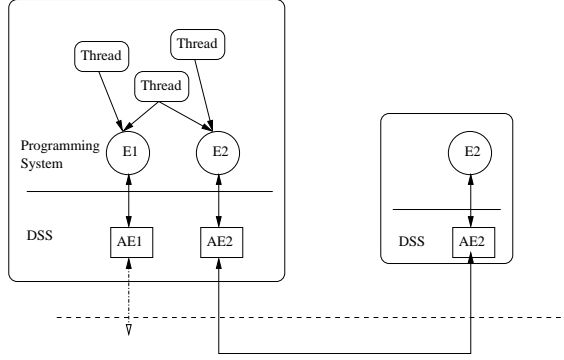 Thread
Thread
Thread
Programming
System
E1
E2
E2
DSS
AE1
AE2
DSS
AE2